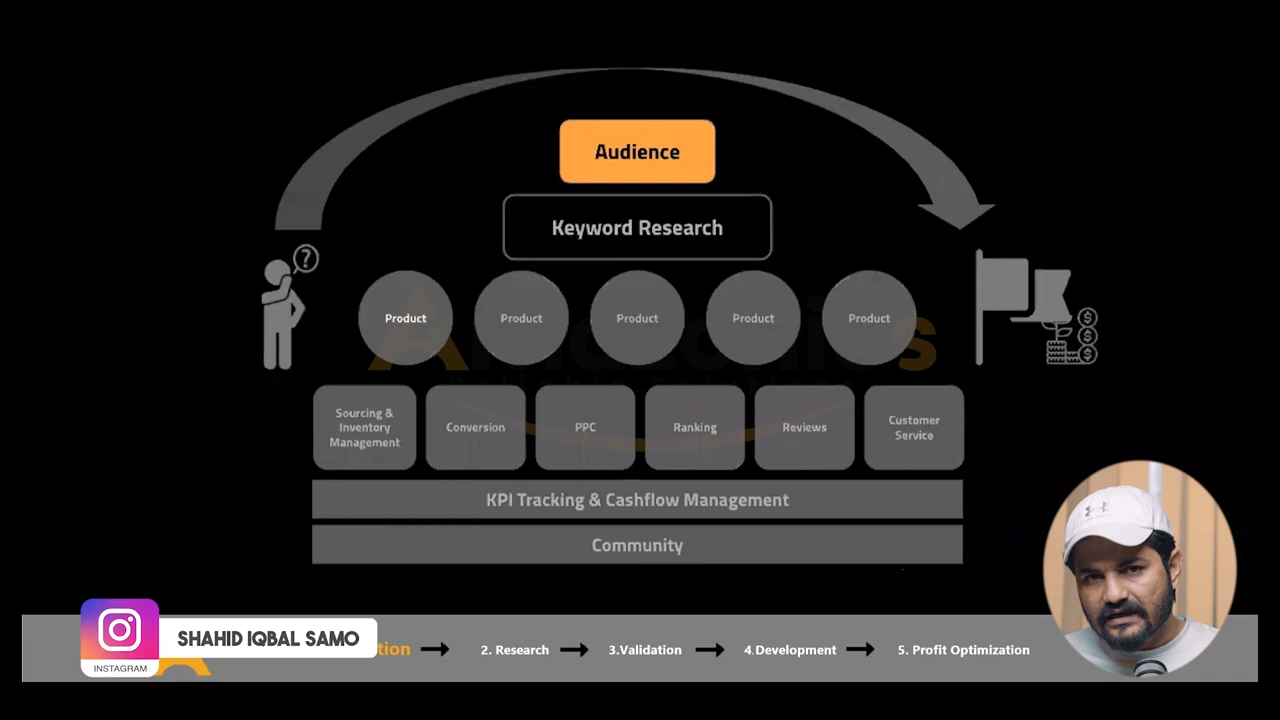 Audience
Keyword Research
?
Product
Product
Product
Product
Product
$
$
$
Sourcing &
Inventory
Management
Conversion
PPC
Ranking
Reviews
Customer
Service
KPI Tracking & Cashflow Management
Community
INSTAGRAM
SHAHID IQBAL SAMO
tion
2. Research
3.Validation
4.Development
5. Profit Optimization